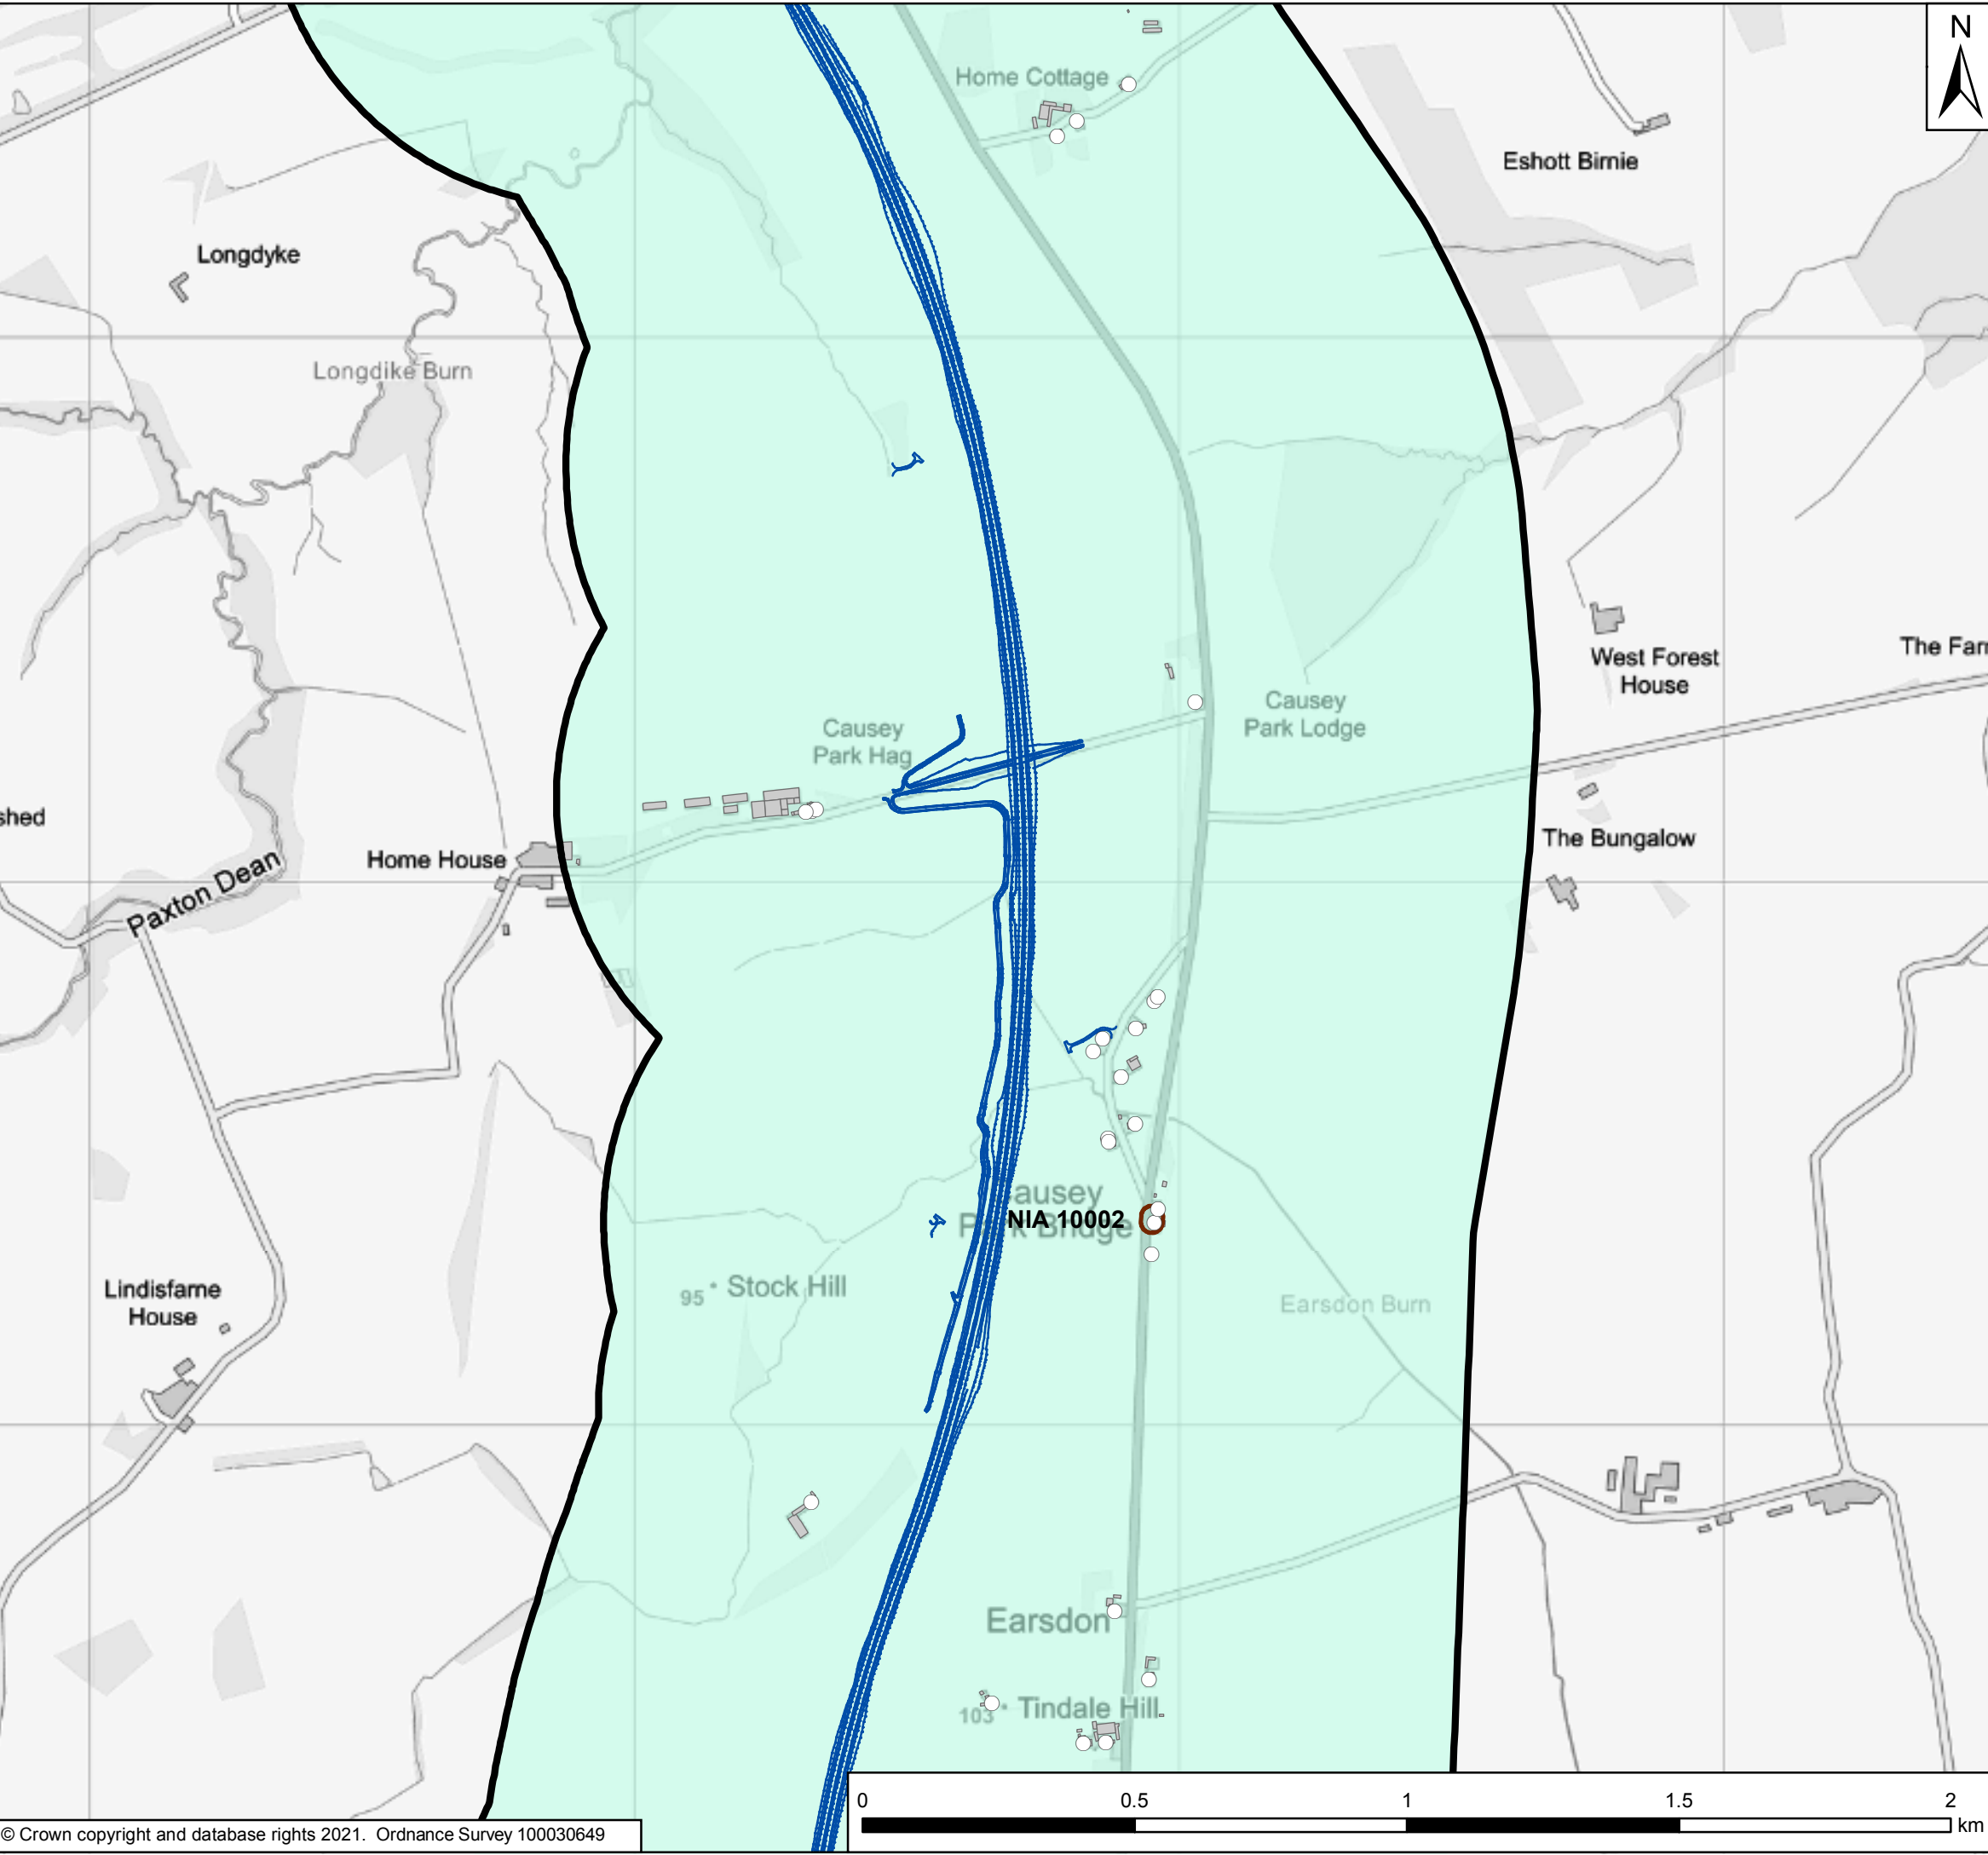 N
Home Cottage
Eshott Birnie
Longdyke
Longdike Burn
West Forest
House
Causey
Park Lodge
Causey
Park Hag
shed
The Bungalow
Home House
Paxton Dean
NIA 10002
Stock Hill
95
Lindisfarne
House
Earsdon Burn
Earsdon
103
Tindale Hill
0
0.5
1
1.5
2
km
© Crown copyright and database rights 2021. Ordnance Survey 100030649